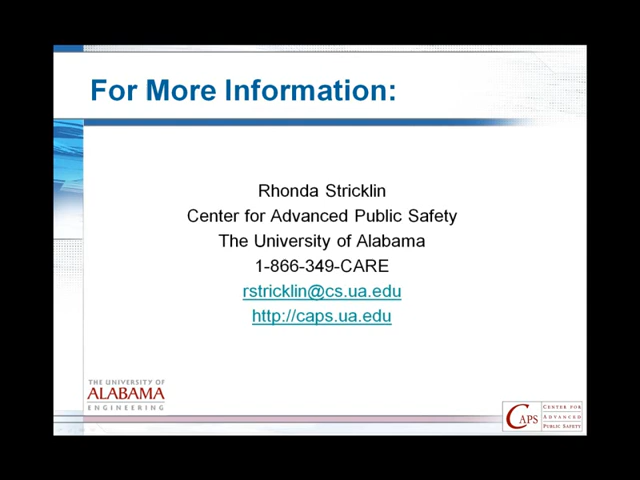 For More Information:
Rhonda Stricklin
Center for Advanced Public Safety
The University of Alabama
1-866-349-CARE
rstricklin@cs.ua.edu
http://caps.ua.edu
THE UNIVERSITY OF
ALABAMA
ENGINEERING
CAPS
CENTER FOR
ADVANCED
PUBLIC SAFETY